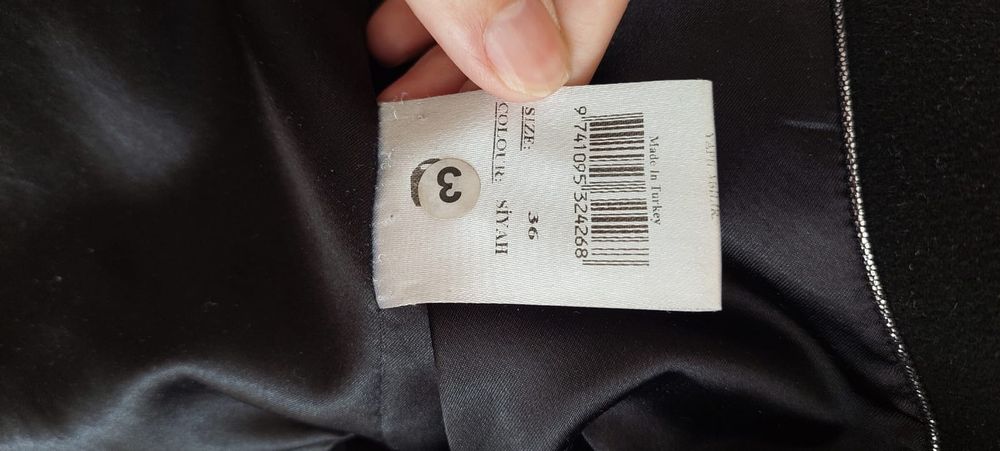 Made In Turkey
9 741095 324268
SIZE: 36
COLOUR: SİYAH
3